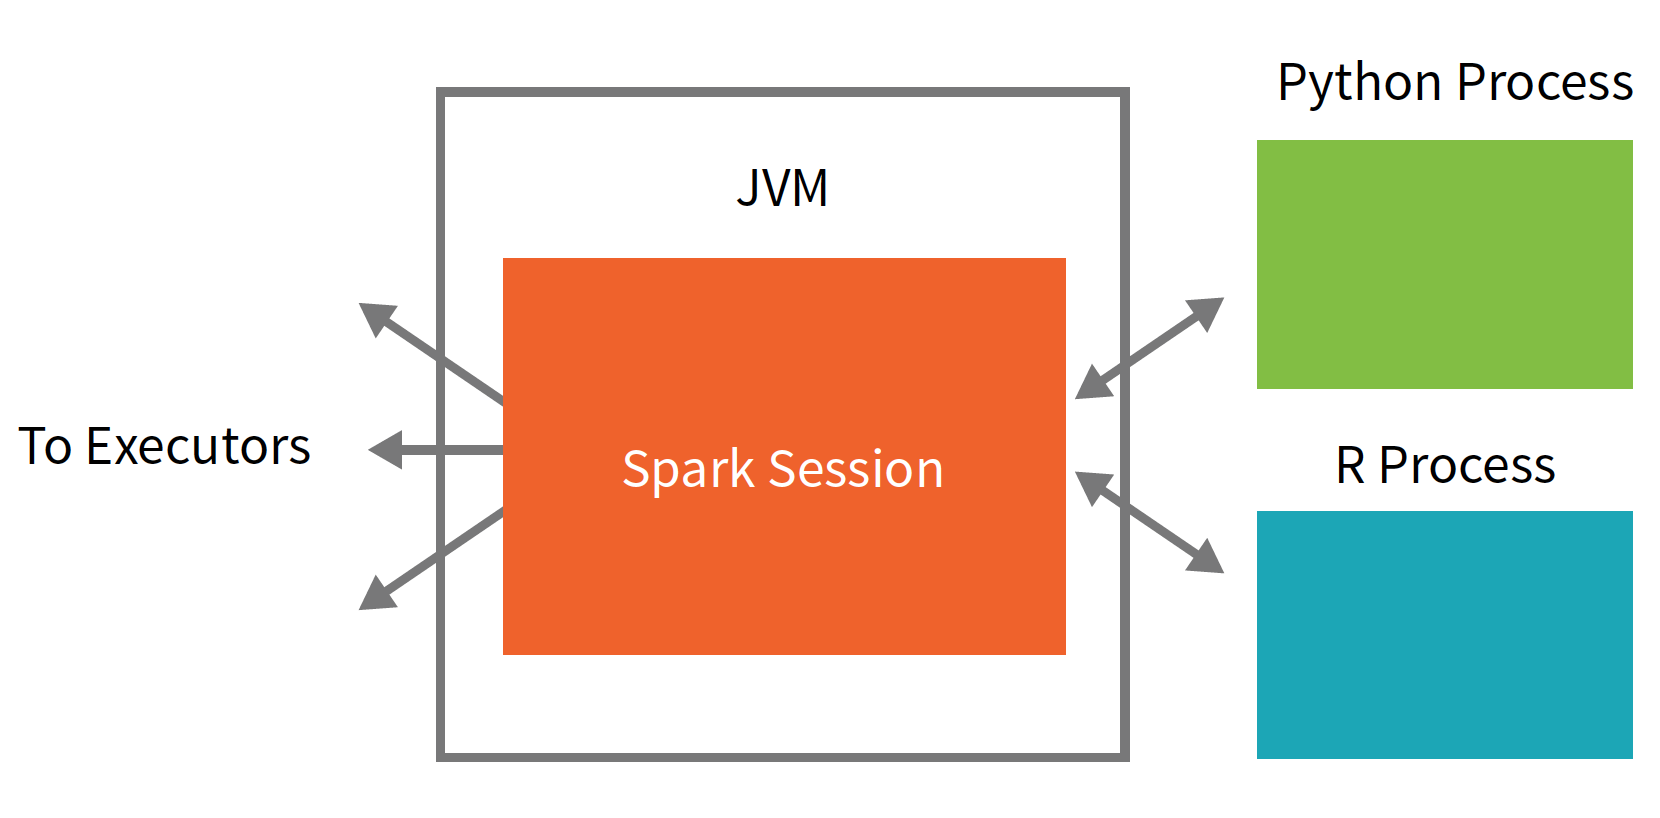 Python Process
JVM
To Executors
Spark Session
R Process